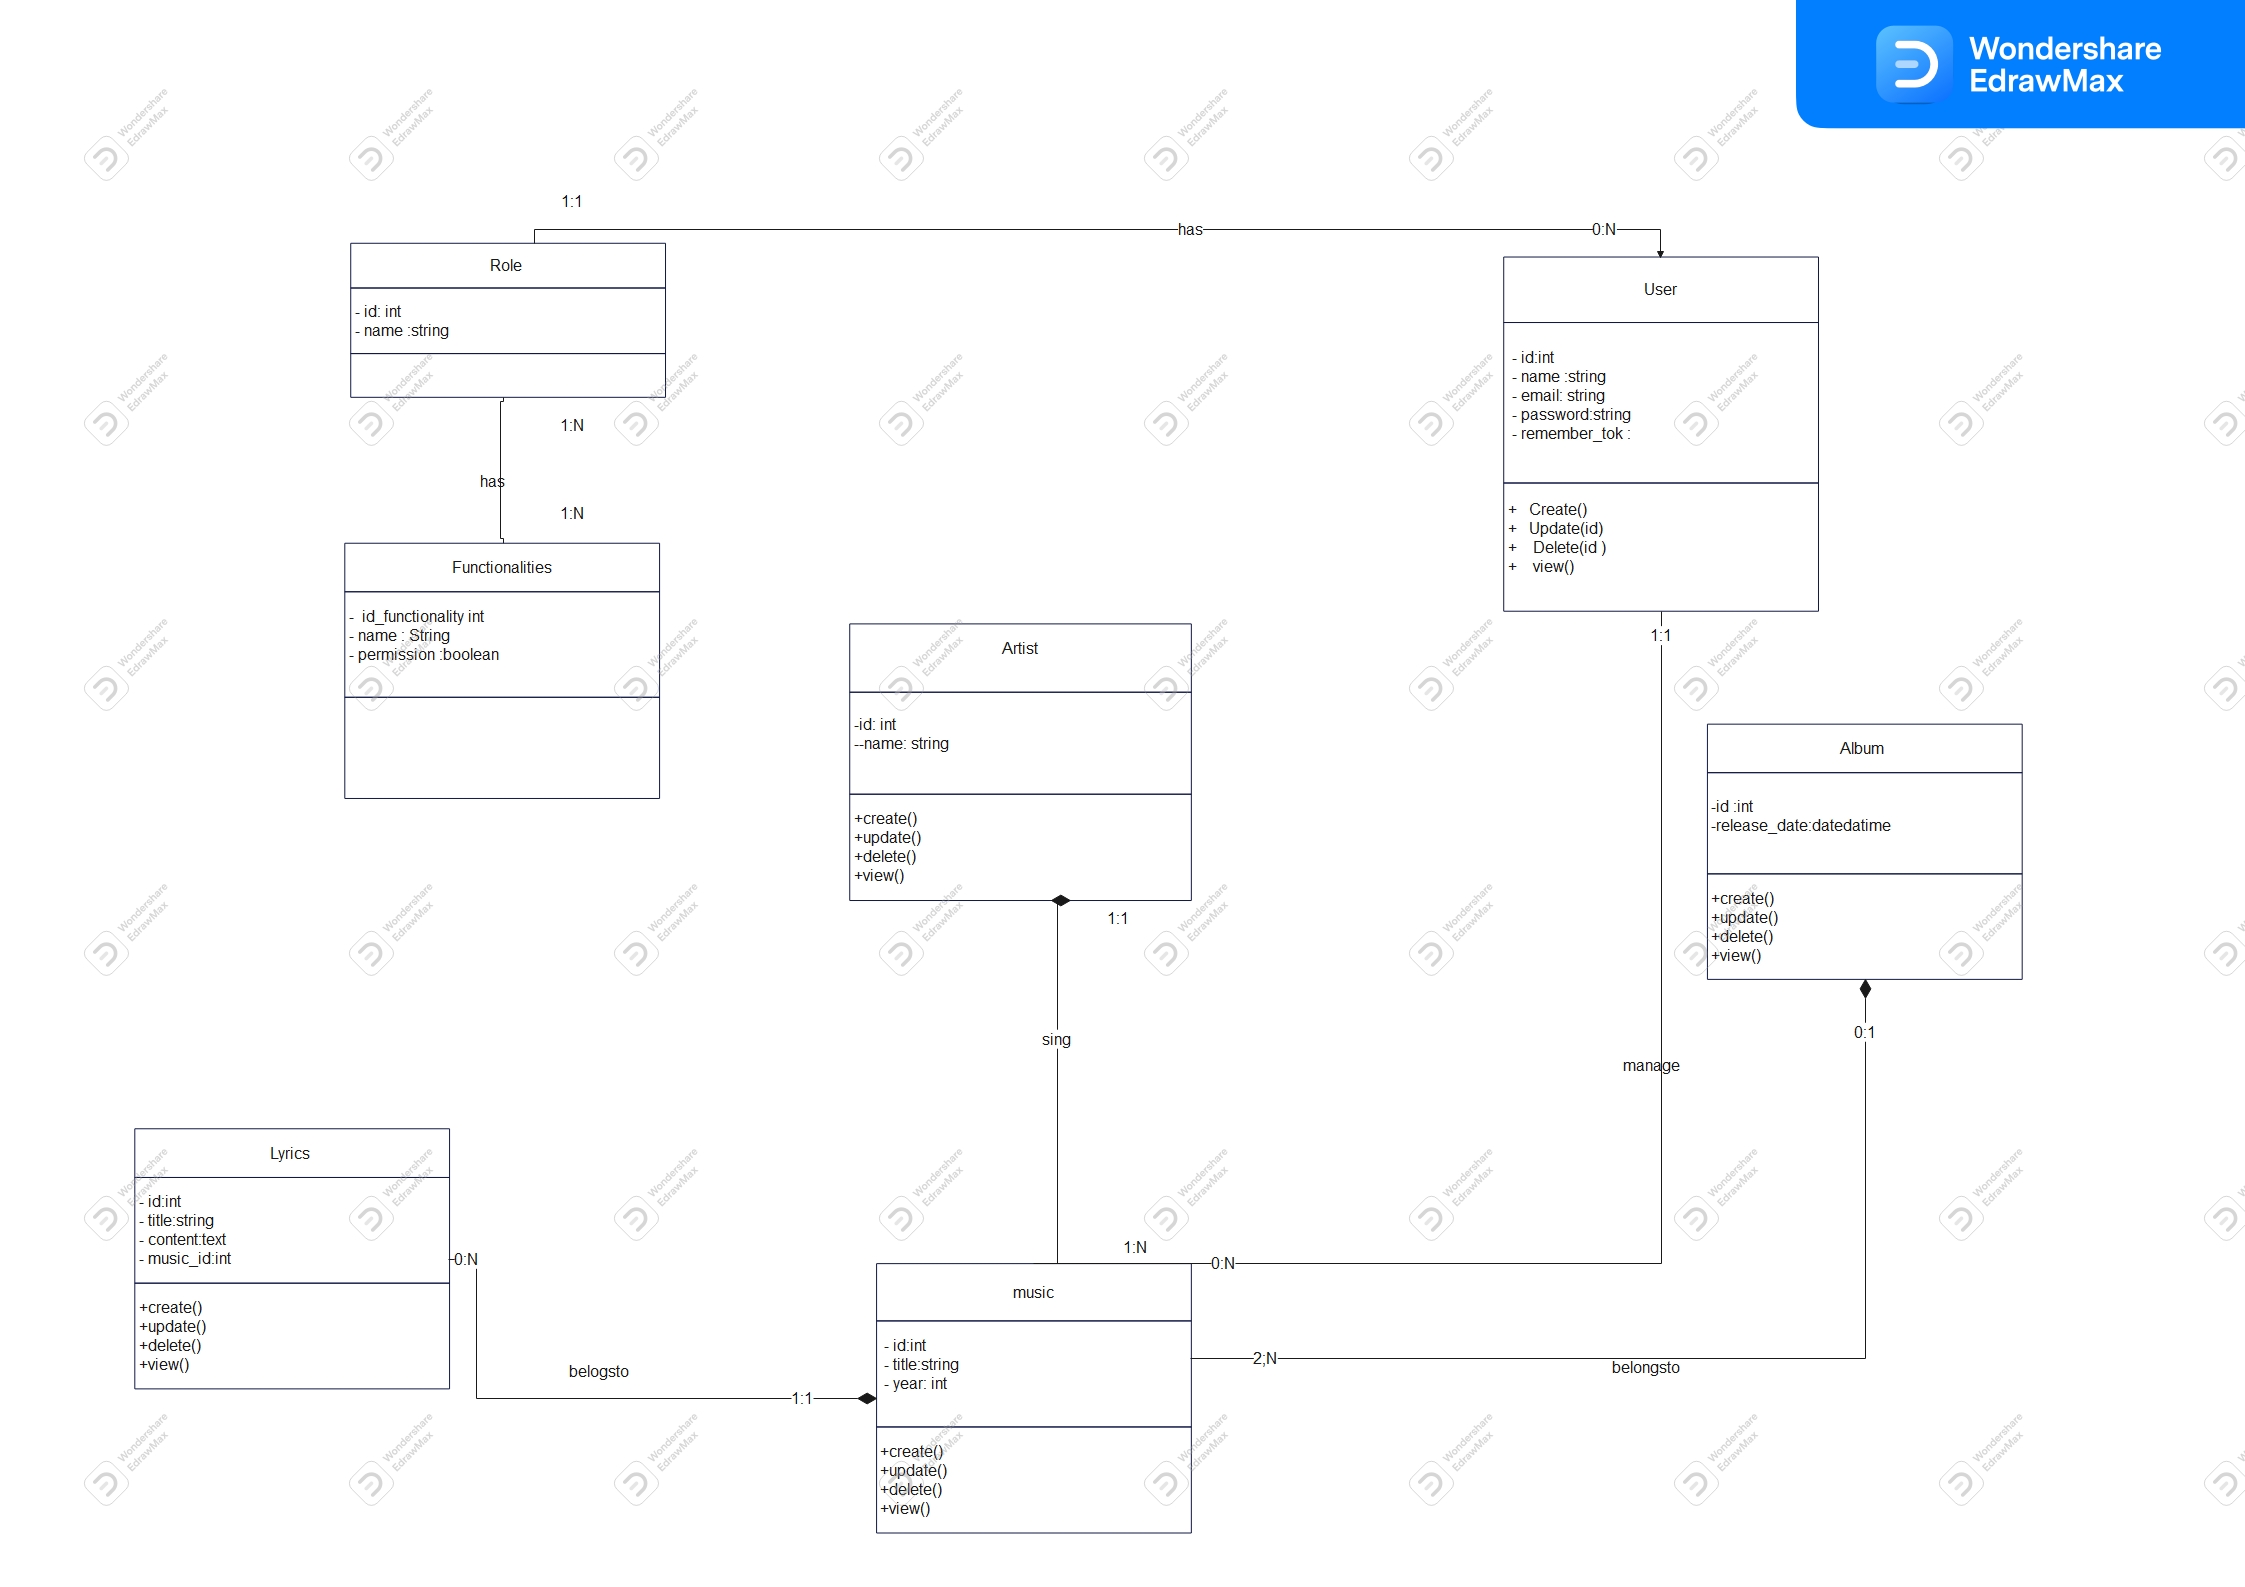 Wondershare
EdrawMax
1:1
has
0:N
Role
- id: int
- name :string
User
- id:int
- name :string
- email: string
- password:string
- remember_tok :
+ Create()
+ Update(id)
+ Delete(id )
+ view()
1:N
has
1:N
Functionalities
- id_functionality int
- name : String
- permission :boolean
Artist
-id: int
--name: string
+create()
+update()
+delete()
+view()
1:1
1:1
Album
-id :int
-release_date:datedatime
+create()
+update()
+delete()
+view()
0:1
sing
manage
Lyrics
- id:int
- title:string
- content:text
- music_id:int
+create()
+update()
+delete()
+view()
0:N
belogsto
1:1
1:N
0:N
music
- id:int
- title:string
- year: int
+create()
+update()
+delete()
+view()
2;N
belongsto